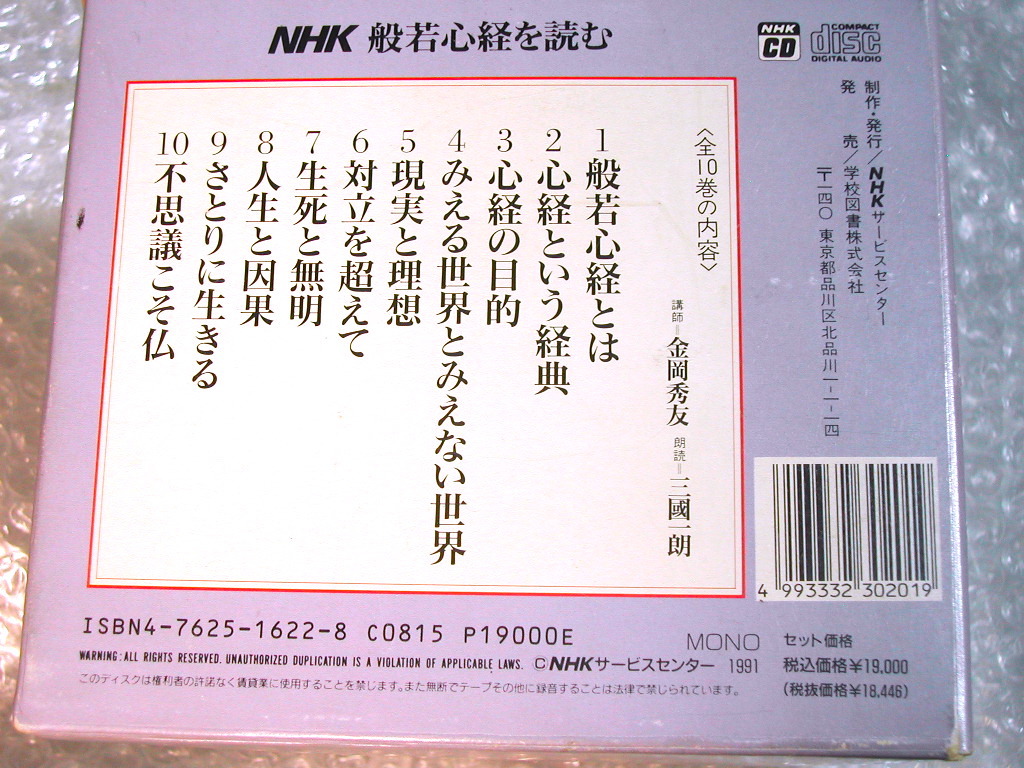 NHK 般若心経を読む
NHK
CD
COMPACT
disc
DIGITAL AUDIO
制作・発行／NHKサービスセンター
発　　売／学校図書株式会社
〒一四〇 東京都品川区北品川一-一-一四
〈全10巻の内容〉
講師＝金岡秀友 朗読＝三國一朗
1 般若心経とは
2 心経という経典
3 心経の目的
4 みえる世界とみえない世界
5 現実と理想
6 対立を超えて
7 生死と無明
8 人生と因果
9 さとりに生きる
10 不思議こそ仏
4 993332 302019
ISBN4-7625-1622-8 C0815 P19000E
MONO
セット価格
税込価格¥19,000
(税抜価格¥18,446)
WARNING: ALL RIGHTS RESERVED. UNAUTHORIZED DUPLICATION IS A VIOLATION OF APPLICABLE LAWS. ©NHKサービスセンター 1991
このディスクは権利者の許諾なく賃貸業に使用することを禁じます。また無断でテープその他に録音することは法律で禁じられています。